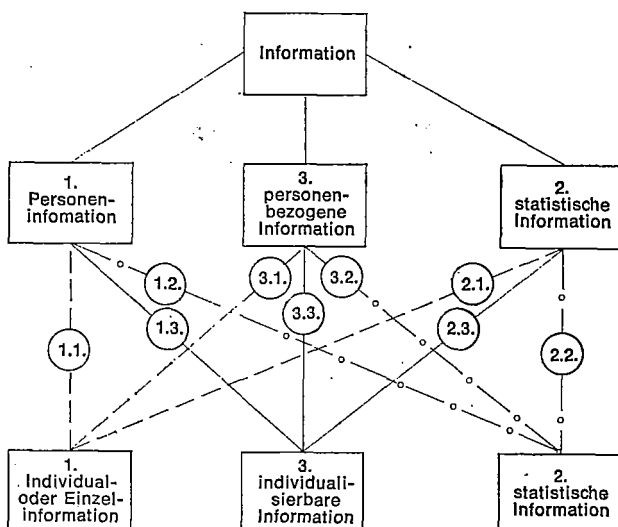 Information
1.
Personen-
infomation
3.
personen-
bezogene
Information
2.
statistische
Information
1.2.
3.1.
3.2.
2.1.
1.1.
1.3.
3.3.
2.3.
2.2.
1.
Individual-
oder Einzel-
information
3.
individuali-
sierbare
Information
2.
statistische
Information